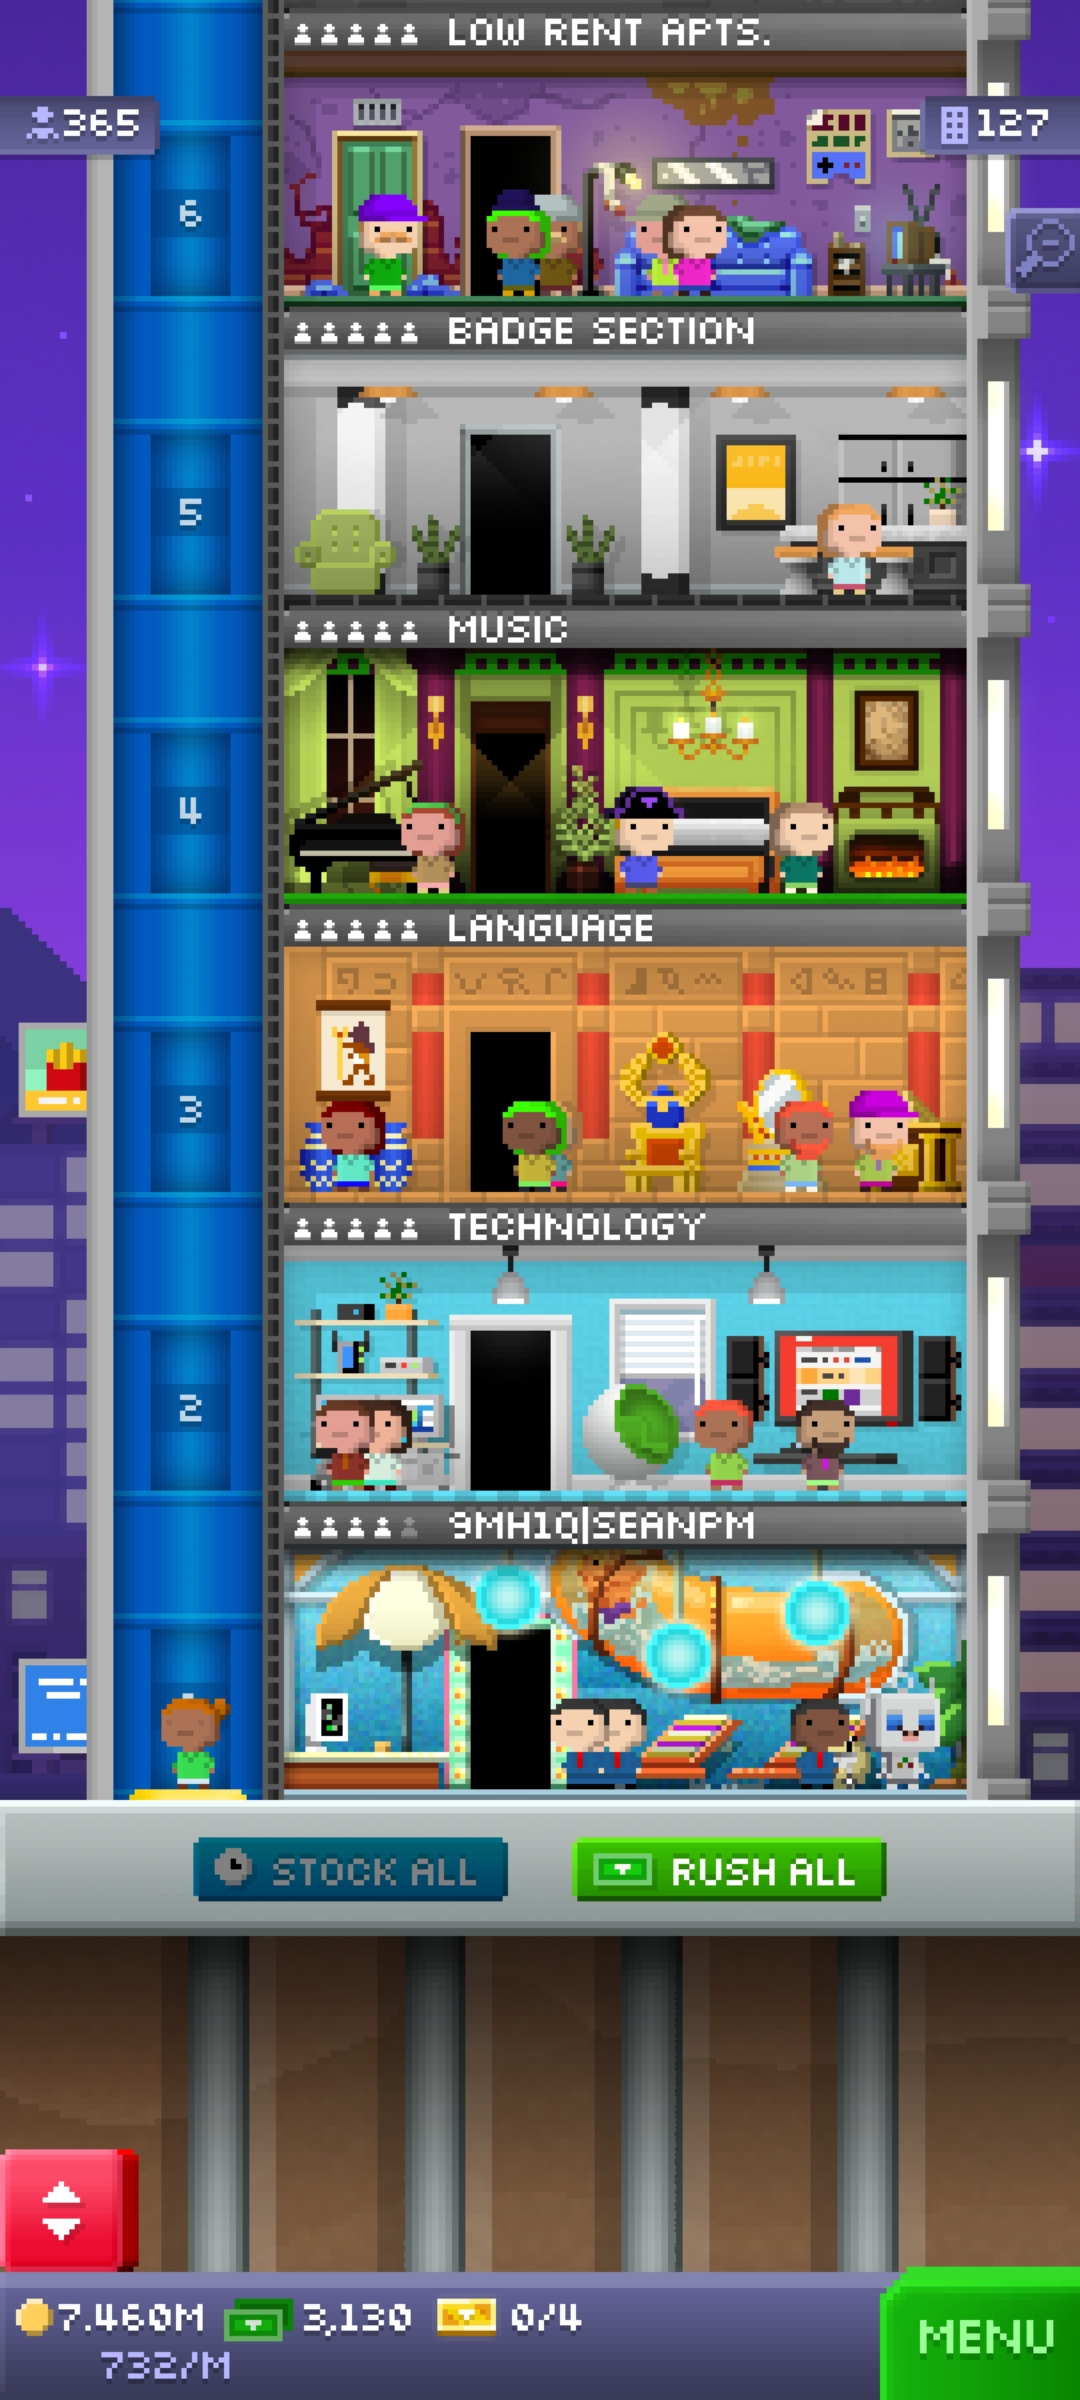 LOW RENT APTS.
365
127
6
BADGE SECTION
5
MUSIC
4
LANGUAGE
3
TECHNOLOGY
2
9MH1Q|SEANPM
STOCK ALL
RUSH ALL
7.460M
3,130
0/4
732/M
MENU